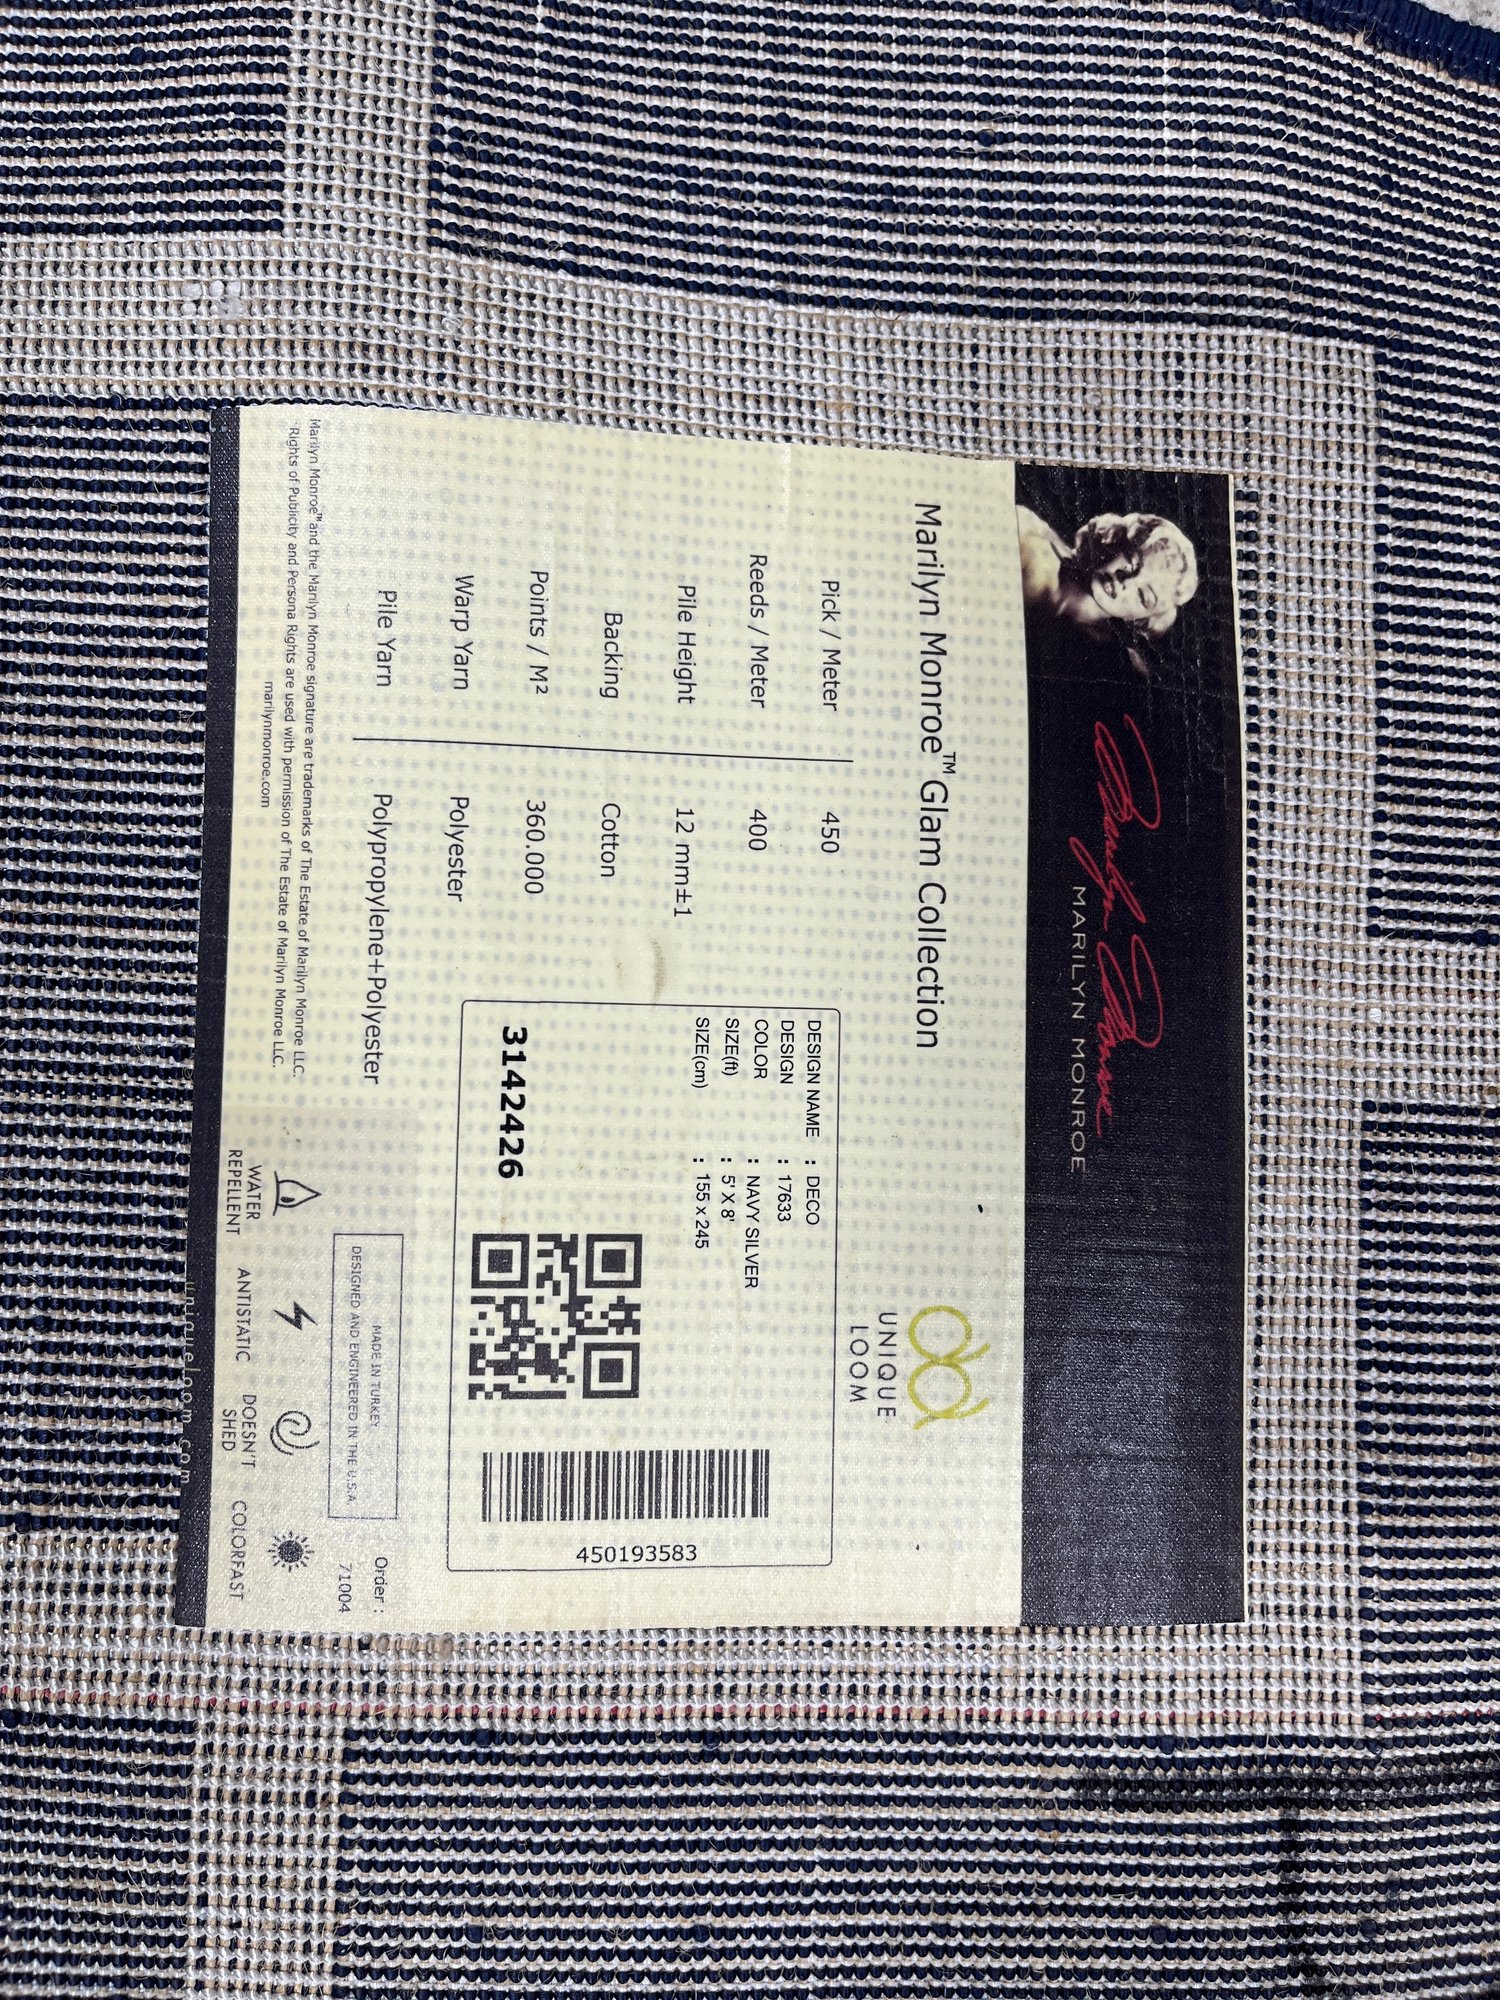 Marilyn Monroe
MARILYN MONROE
Marilyn Monroe™ Glam Collection
UNIQUE
LOOM
Pick / Meter 450
Reeds / Meter 400
Pile Height 12 mm±1
Backing Cotton
Points / M² 360.000
Warp Yarn Polyester
Pile Yarn Polypropylene+Polyester
DESIGN NAME : DECO
DESIGN : 17633
COLOR : NAVY SILVER
SIZE(ft) : 5' X 8'
SIZE(cm) : 155 x 245
3142426
450193583
MADE IN TURKEY
DESIGNED AND ENGINEERED IN THE U.S.A.
Order :
71004
Marilyn Monroe™ and the Marilyn Monroe signature are trademarks of The Estate of Marilyn Monroe LLC.
Rights of Publicity and Persona Rights are used with permission of The Estate of Marilyn Monroe LLC.
marilynmonroe.com
WATER
REPELLENT
ANTISTATIC
DOESN'T
SHED
COLORFAST
uniqueloom.com